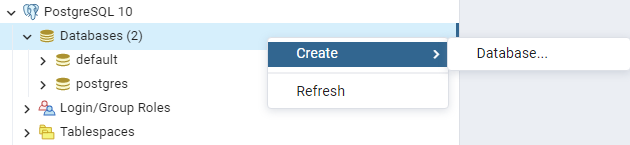 PostgreSQL 10
Databases (2)
default
postgres
Login/Group Roles
Tablespaces
Create
Refresh
Database...